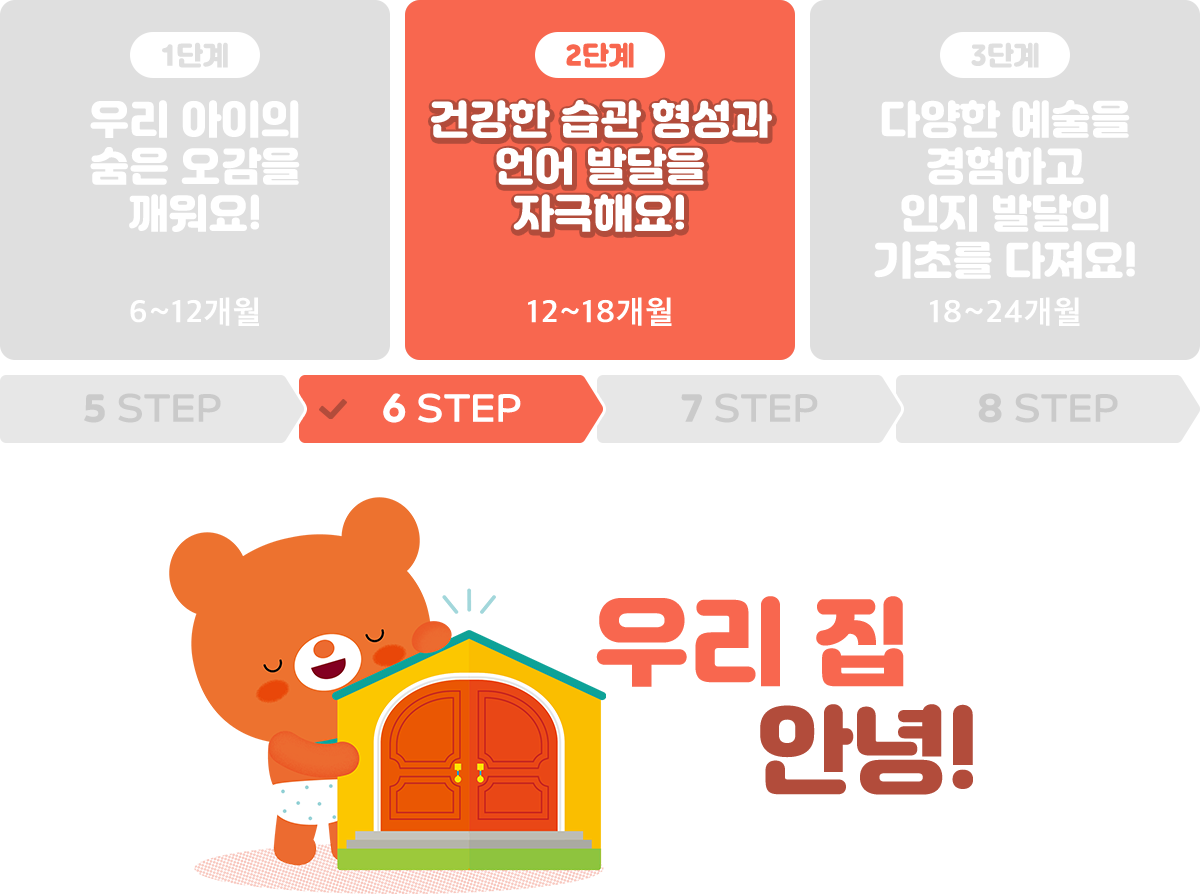 1단계
우리 아이의
숨은 오감을
깨워요!
6~12개월
2단계
건강한 습관 형성과
언어 발달을
자극해요!
12~18개월
3단계
다양한 예술을
경험하고
인지 발달의
기초를 다져요!
18~24개월
5 STEP
6 STEP
7 STEP
8 STEP
우리 집
안녕!